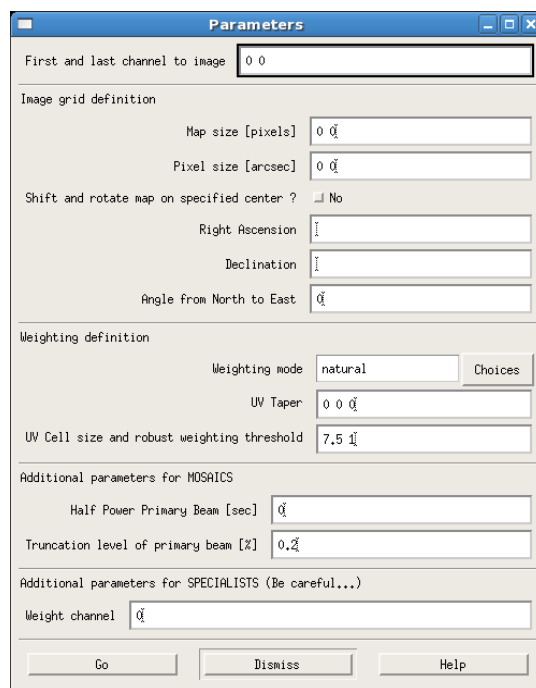 Parameters
First and last channel to image 0 0
Image grid definition
Map size [pixels] 0 0
Pixel size [arcsec] 0 0
Shift and rotate map on specified center ? No
Right Ascension
Declination
Angle from North to East 0
Weighting definition
Weighting mode natural Choices
UV Taper 0 0 0
UV Cell size and robust weighting threshold 7.5 1
Additional parameters for MOSAICS
Half Power Primary Beam [sec] 0
Truncation level of primary beam [%] 0.2
Additional parameters for SPECIALISTS (Be careful...)
Weight channel 0
Go Dismiss Help